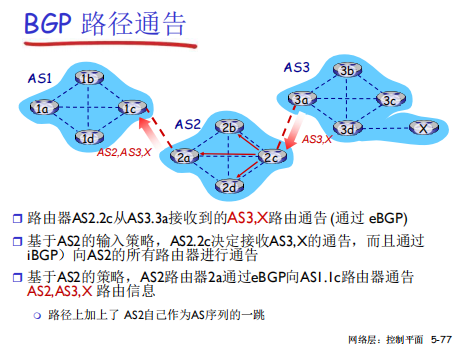 BGP 路径通告
AS1
1b
1a
1c
1d
AS2,AS3,X
AS2
2b
2a
2c
2d
AS3
3b
3a
3c
3d
X
AS3,X
路由器AS2.2c从AS3.3a接收到的AS3,X路由通告 (通过 eBGP)
基于AS2的输入策略，AS2.2c决定接收AS3,X的通告，而且通过
iBGP）向AS2的所有路由器进行通告
基于AS2的策略，AS2路由器2a通过eBGP向AS1.1c路由器通告
AS2,AS3,X 路由信息
路径上加上了 AS2自己作为AS序列的一跳
网络层：控制平面 5-77